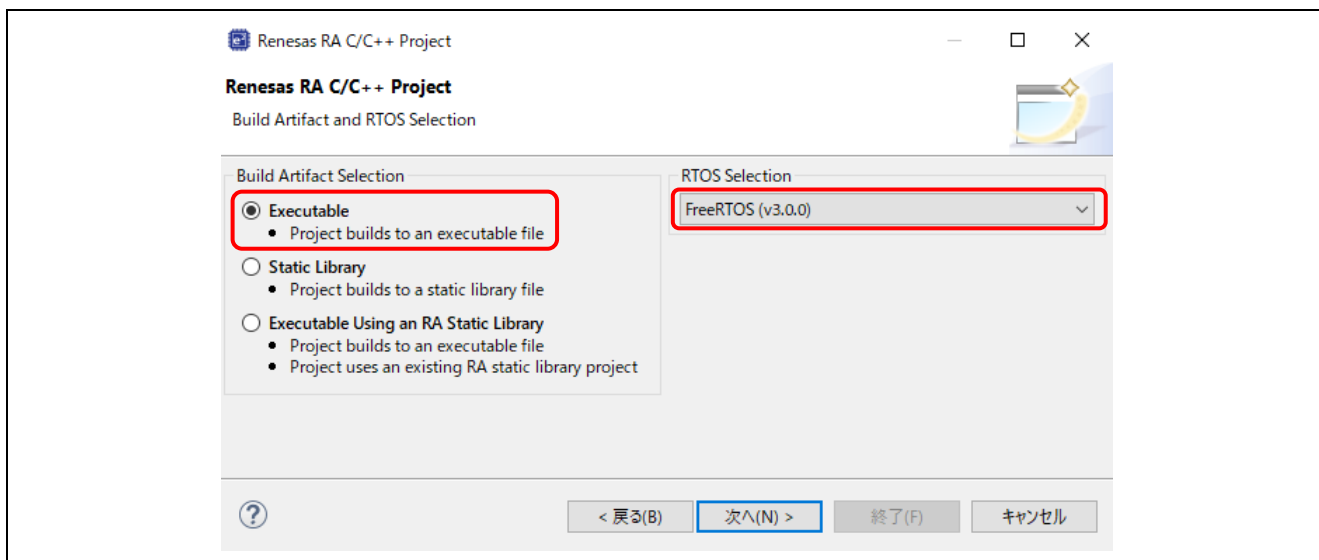 Renesas RA C/C++ Project
Renesas RA C/C++ Project
Build Artifact and RTOS Selection
Build Artifact Selection
Executable
• Project builds to an executable file
Static Library
• Project builds to a static library file
Executable Using an RA Static Library
• Project builds to an executable file
• Project uses an existing RA static library project
RTOS Selection
FreeRTOS (v3.0.0)
< 戻る(B)
次へ(N) >
終了(F)
キャンセル